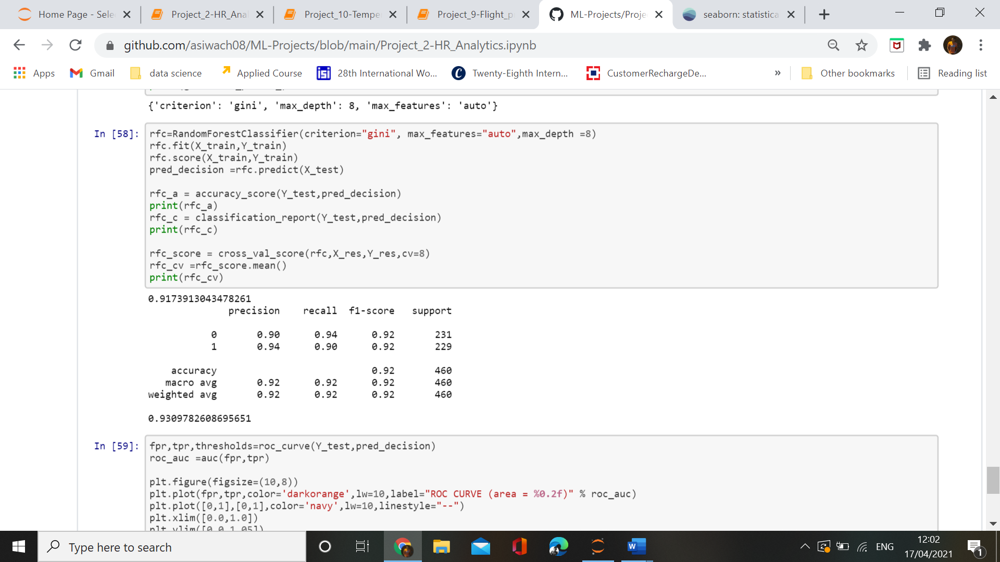 Home Page - Sele
Project_2-HR_Anal
Project_10-Tempe
Project_9-Flight_p
ML-Projects/Proje
seaborn: statistica
github.com/asiwach08/ML-Projects/blob/main/Project_2-HR_Analytics.ipynb
Apps
Gmail
data science
Applied Course
28th International Wo...
Twenty-Eighth Intern...
CustomerRechargeDe...
»
Other bookmarks
Reading list
{'criterion': 'gini', 'max_depth': 8, 'max_features': 'auto'}
In [58]:
rfc=RandomForestClassifier(criterion="gini", max_features="auto",max_depth =8)
rfc.fit(X_train,Y_train)
rfc.score(X_train,Y_train)
pred_decision =rfc.predict(X_test)
rfc_a = accuracy_score(Y_test,pred_decision)
print(rfc_a)
rfc_c = classification_report(Y_test,pred_decision)
print(rfc_c)
rfc_score = cross_val_score(rfc,X_res,Y_res,cv=8)
rfc_cv =rfc_score.mean()
print(rfc_cv)
0.9173913043478261
precision recall f1-score support
0 0.90 0.94 0.92 231
1 0.94 0.90 0.92 229
accuracy 0.92 460
macro avg 0.92 0.92 0.92 460
weighted avg 0.92 0.92 0.92 460
0.9309782608695651
In [59]:
fpr,tpr,thresholds=roc_curve(Y_test,pred_decision)
roc_auc =auc(fpr,tpr)
plt.figure(figsize=(10,8))
plt.plot(fpr,tpr,color='darkorange',lw=10,label="ROC CURVE (area = %0.2f)" % roc_auc)
plt.plot([0,1],[0,1],color='navy',lw=10,linestyle="--")
plt.xlim([0.0,1.0])
plt.ylim([0.0,1.05])
Type here to search
ENG
12:02
17/04/2021
1